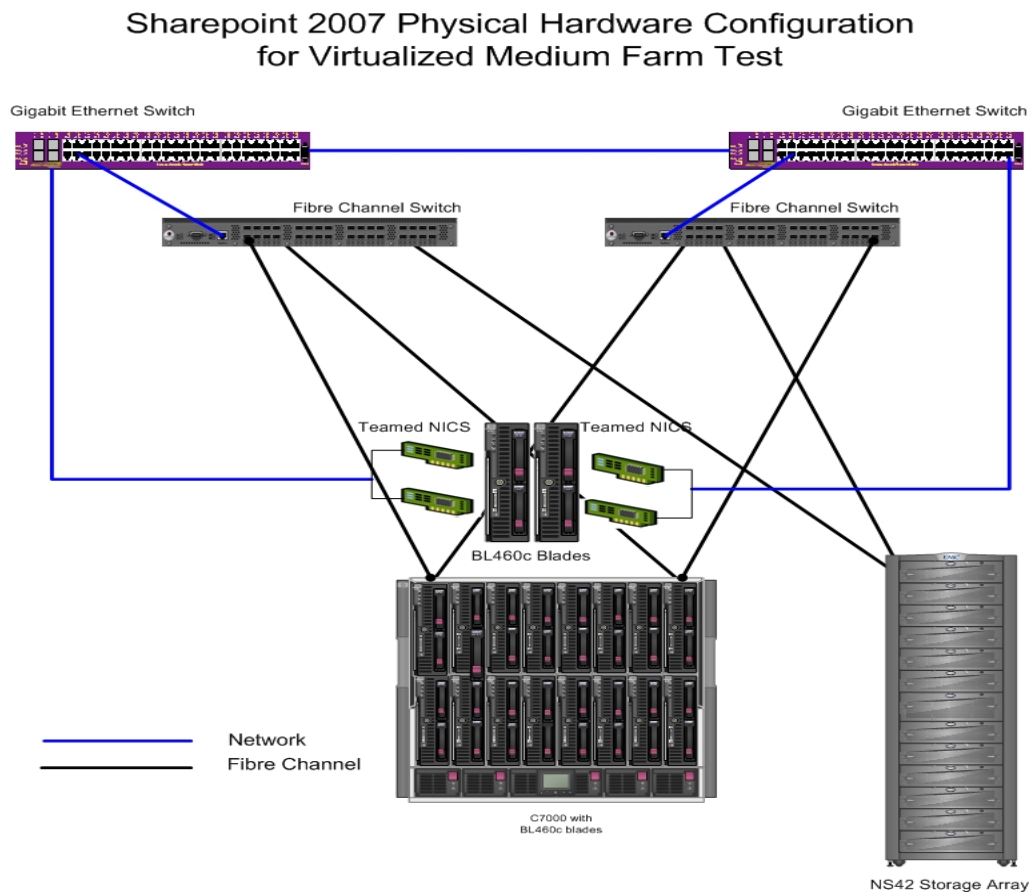 Sharepoint 2007 Physical Hardware Configuration
for Virtualized Medium Farm Test
Gigabit Ethernet Switch
Gigabit Ethernet Switch
Fibre Channel Switch
Fibre Channel Switch
Teamed NICS
Teamed NICS
BL460c Blades
Network
Fibre Channel
C7000 with
BL460c blades
NS42 Storage Array